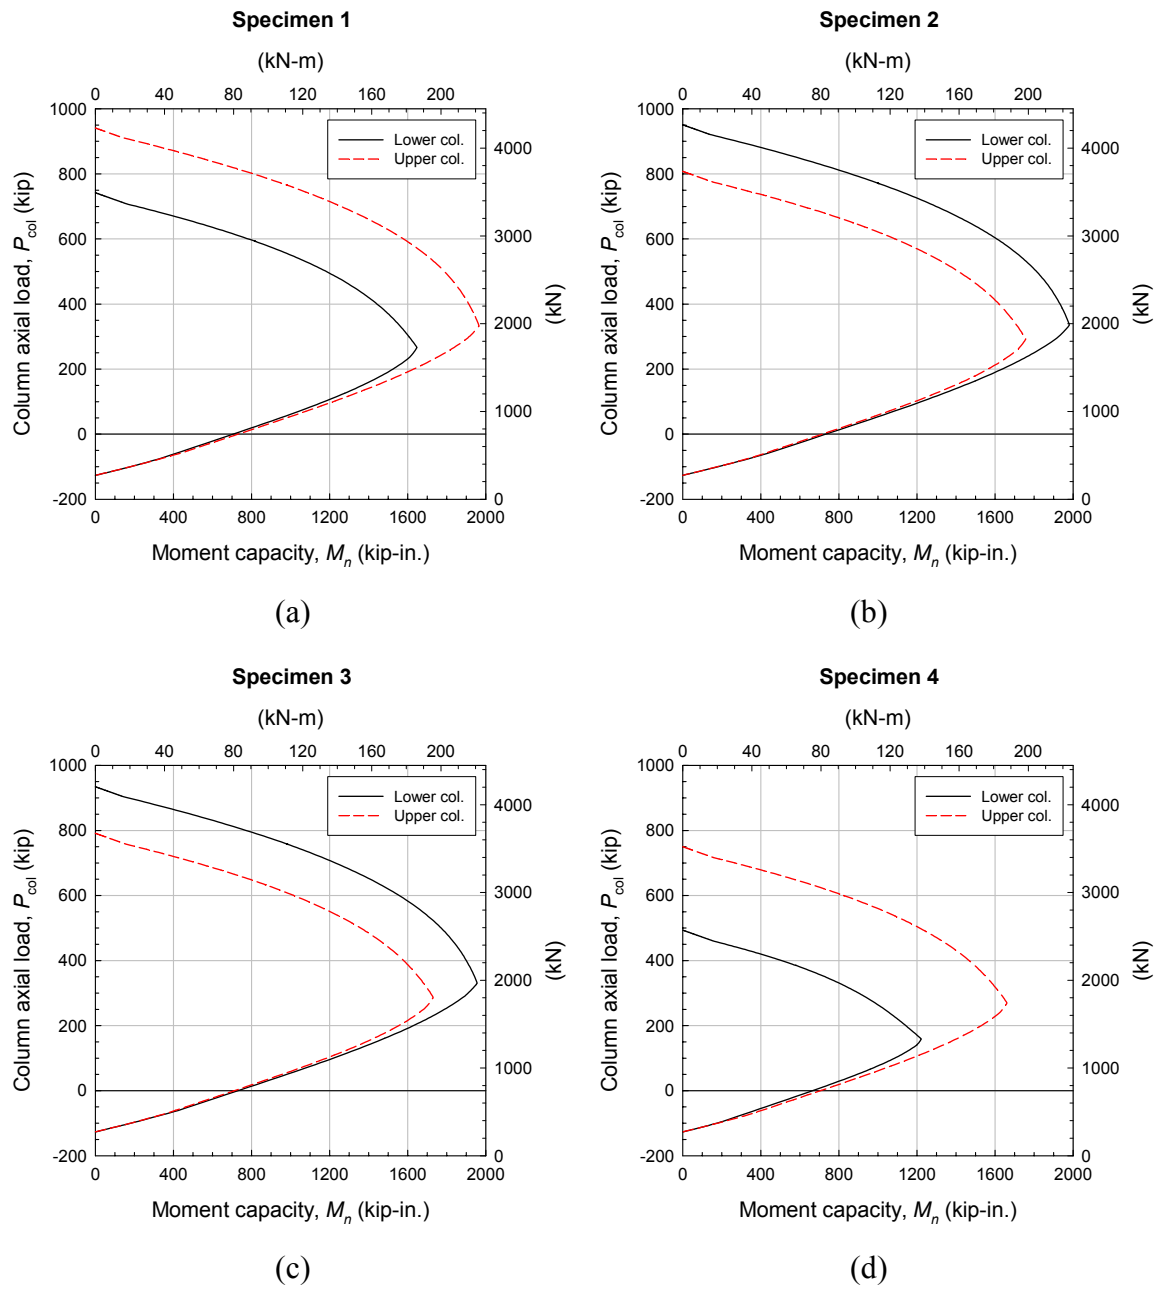 Specimen 1
(kN-m)
0 40 80 120 160 200
1000
800
600
400
200
0
-200
Column axial load, Pcol (kip)
Lower col.
Upper col.
4000
3000
2000
1000
0
(kN)
0 400 800 1200 1600 2000
Moment capacity, Mn (kip-in.)
(a)
Specimen 2
(kN-m)
0 40 80 120 160 200
1000
800
600
400
200
0
-200
Column axial load, Pcol (kip)
Lower col.
Upper col.
4000
3000
2000
1000
0
(kN)
0 400 800 1200 1600 2000
Moment capacity, Mn (kip-in.)
(b)
Specimen 3
(kN-m)
0 40 80 120 160 200
1000
800
600
400
200
0
-200
Column axial load, Pcol (kip)
Lower col.
Upper col.
4000
3000
2000
1000
0
(kN)
0 400 800 1200 1600 2000
Moment capacity, Mn (kip-in.)
(c)
Specimen 4
(kN-m)
0 40 80 120 160 200
1000
800
600
400
200
0
-200
Column axial load, Pcol (kip)
Lower col.
Upper col.
4000
3000
2000
1000
0
(kN)
0 400 800 1200 1600 2000
Moment capacity, Mn (kip-in.)
(d)